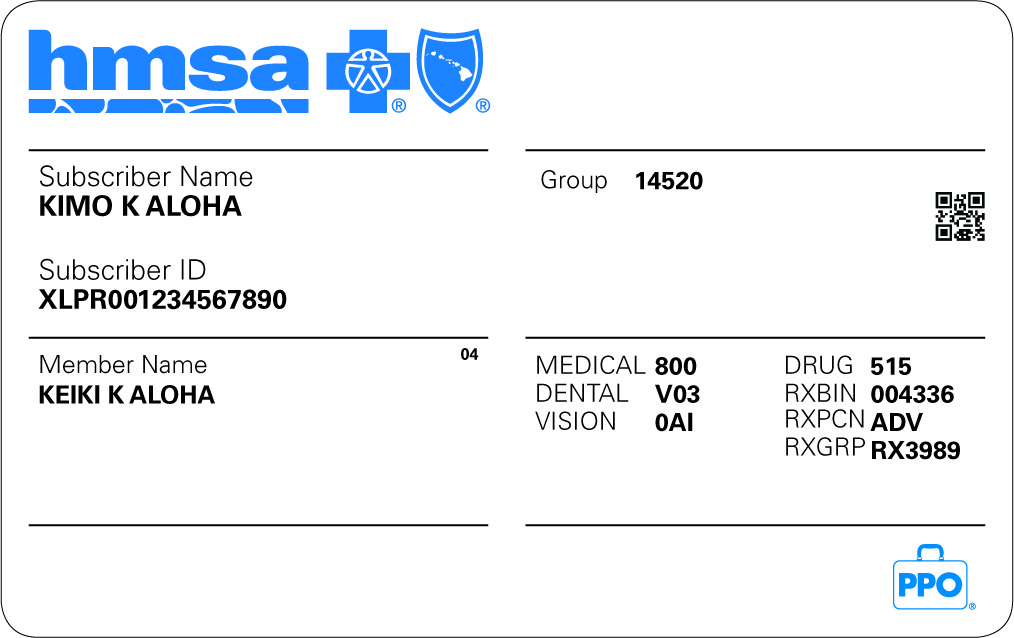 hmsa
® ®
Subscriber Name
KIMO K ALOHA
Subscriber ID
XLPR001234567890
Group 14520
Member Name 04
KEIKI K ALOHA
MEDICAL 800
DENTAL V03
VISION 0AI
DRUG 515
RXBIN 004336
RXPCN ADV
RXGRP RX3989
PPO®